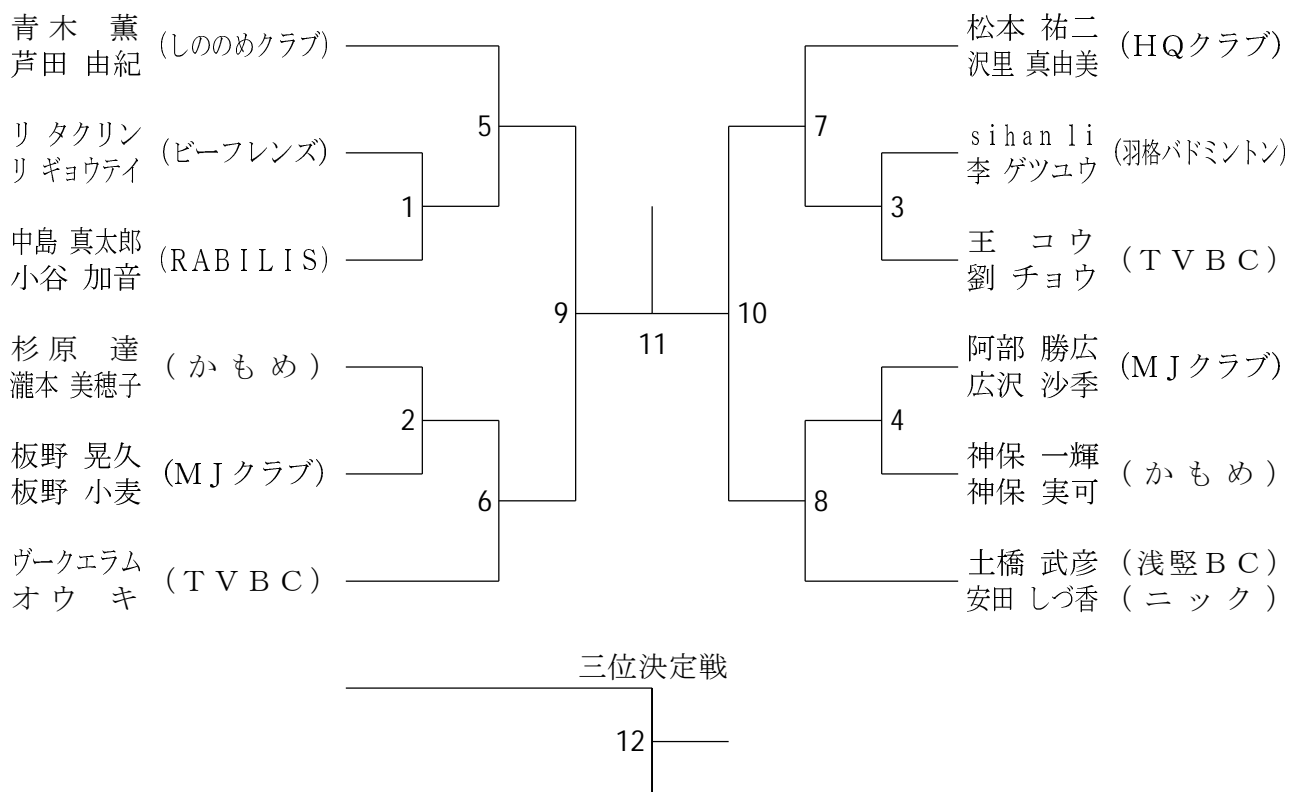 青木 薫
芦田 由紀
(しののめクラブ)
5
リ タクリン
リ ギョウテイ
(ビーフレンズ)
1
中島 真太郎
小谷 加音
(RABILIS)
9
杉原 達
瀧本 美穂子
(かもめ)
2
板野 晃久
板野 小麦
(MJクラブ)
6
ヴークエラム
オウ キ
(TVBC)
11
松本 祐二
沢里 真由美
(HQクラブ)
7
sihan li
李 ゲツユウ
(羽格バドミントン)
3
王 コウ
劉 チョウ
(TVBC)
10
阿部 勝広
広沢 沙季
(MJクラブ)
4
神保 一輝
神保 実可
(かもめ)
8
土橋 武彦 (浅堅BC)
安田 しづ香 (ニック)
三位決定戦
12